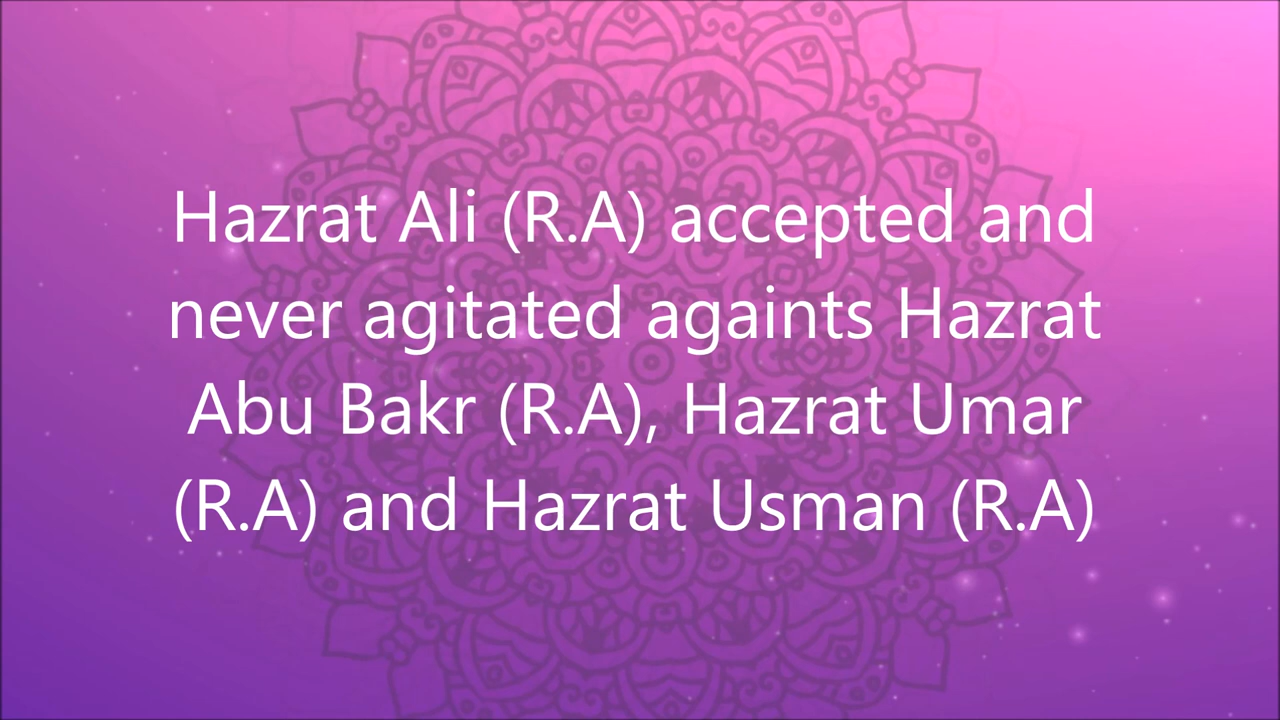 Hazrat Ali (R.A) accepted and
never agitated againts Hazrat
Abu Bakr (R.A), Hazrat Umar
(R.A) and Hazrat Usman (R.A)